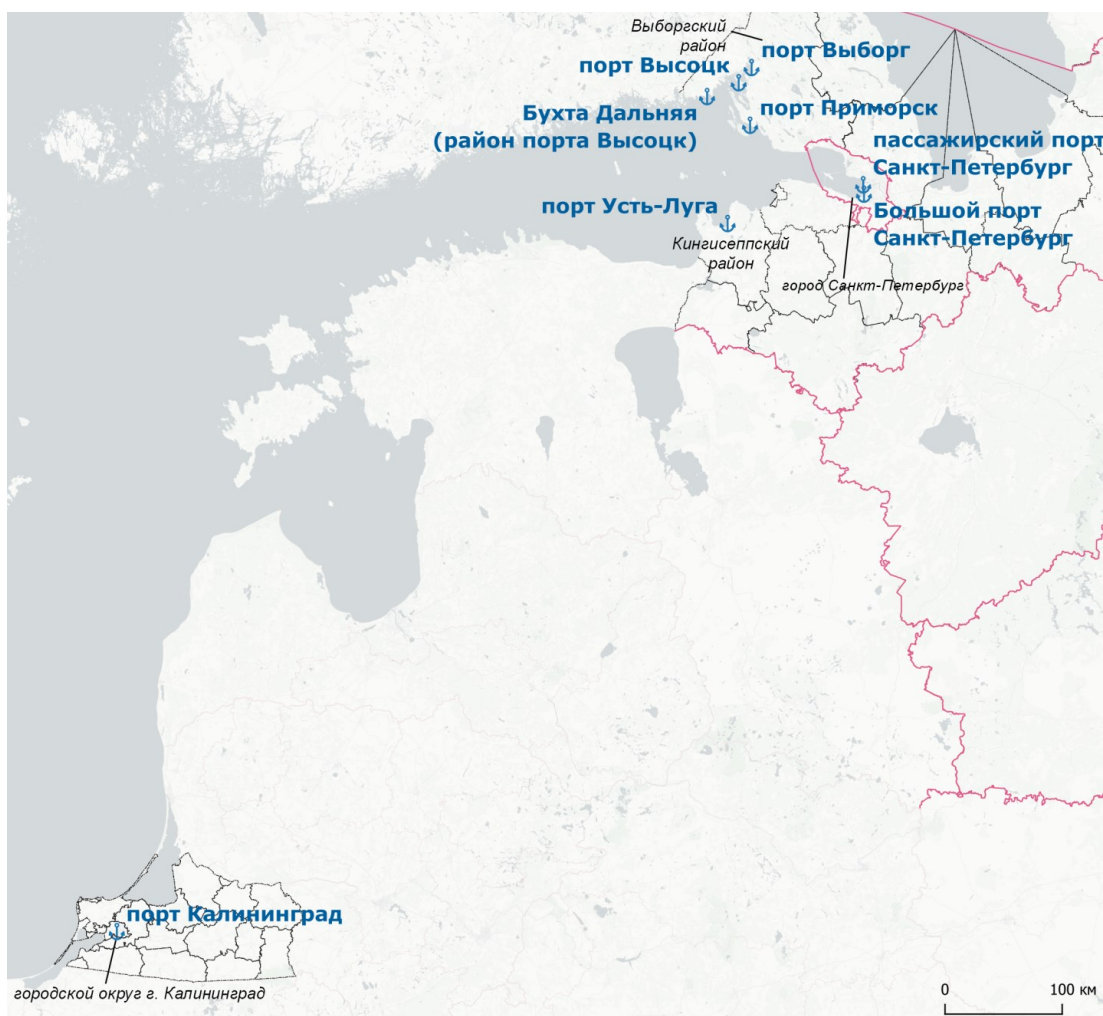 Выборгский
район
порт Выборг
порт Высоцк
Бухта Дальняя
(район порта Высоцк)
порт Приморск
пассажирский порт
Санкт-Петербург
порт Усть-Луга
Большой порт
Санкт-Петербург
Кингисеппский
район
город Санкт-Петербург
порт Калининград
городской округ г. Калининград
0 100 км